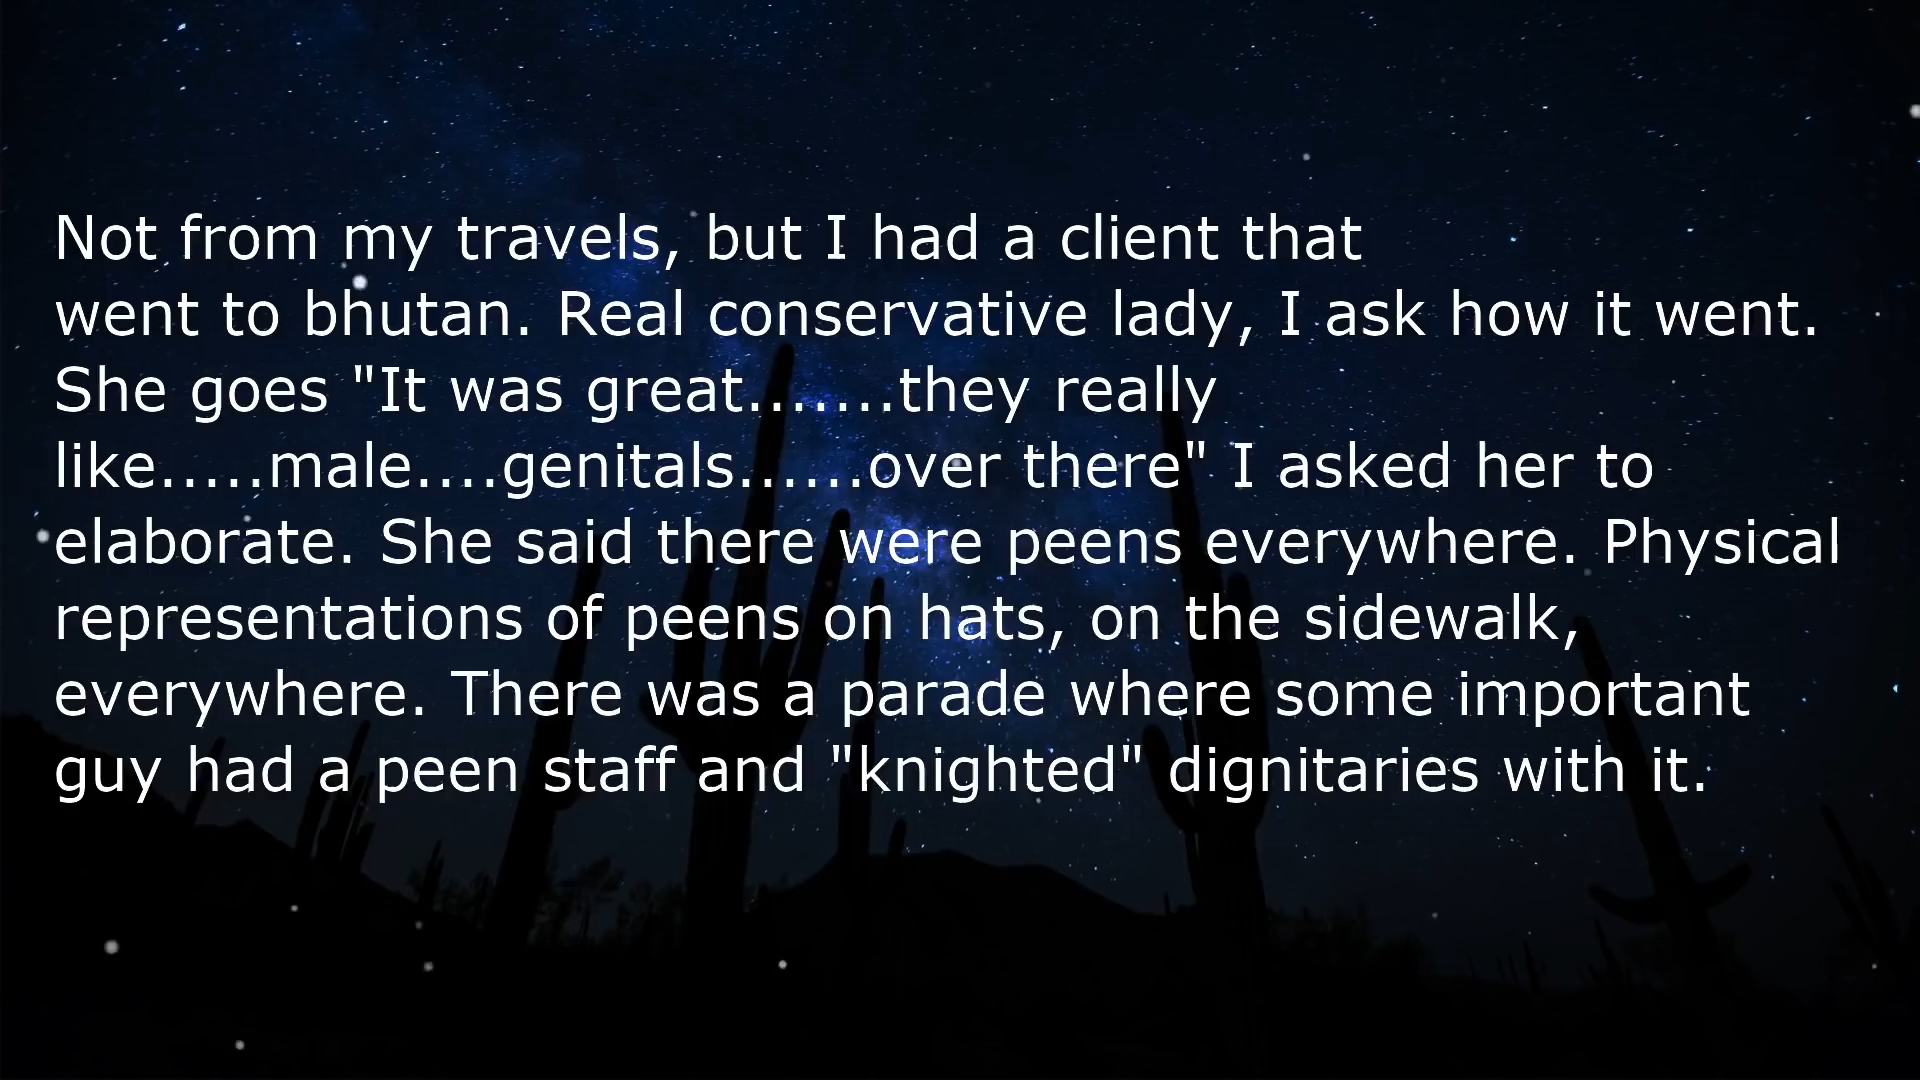 Not from my travels, but I had a client that
went to bhutan. Real conservative lady, I ask how it went.
She goes "It was great.......they really
like.....male....genitals......over there" I asked her to
elaborate. She said there were peens everywhere. Physical
representations of peens on hats, on the sidewalk,
everywhere. There was a parade where some important
guy had a peen staff and "knighted" dignitaries with it.